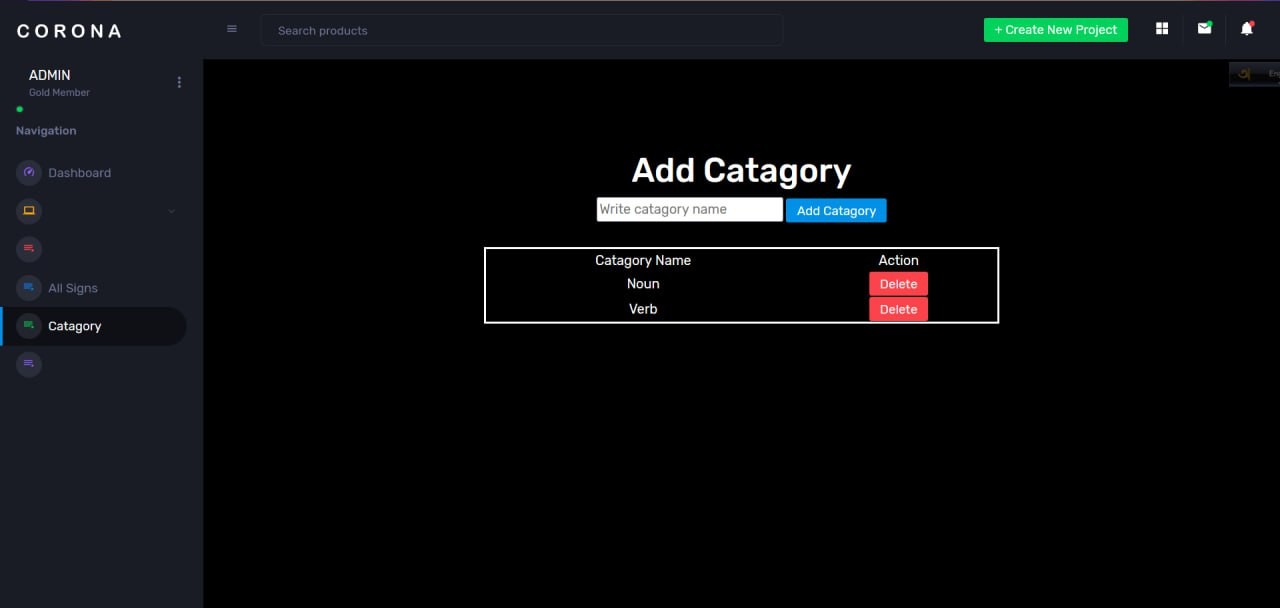 CORONA
Search products
+ Create New Project
ADMIN
Gold Member
Navigation
Dashboard
All Signs
Catagory
অ
Add Catagory
Write catagory name
Add Catagory
Catagory Name Action
Noun Delete
Verb Delete